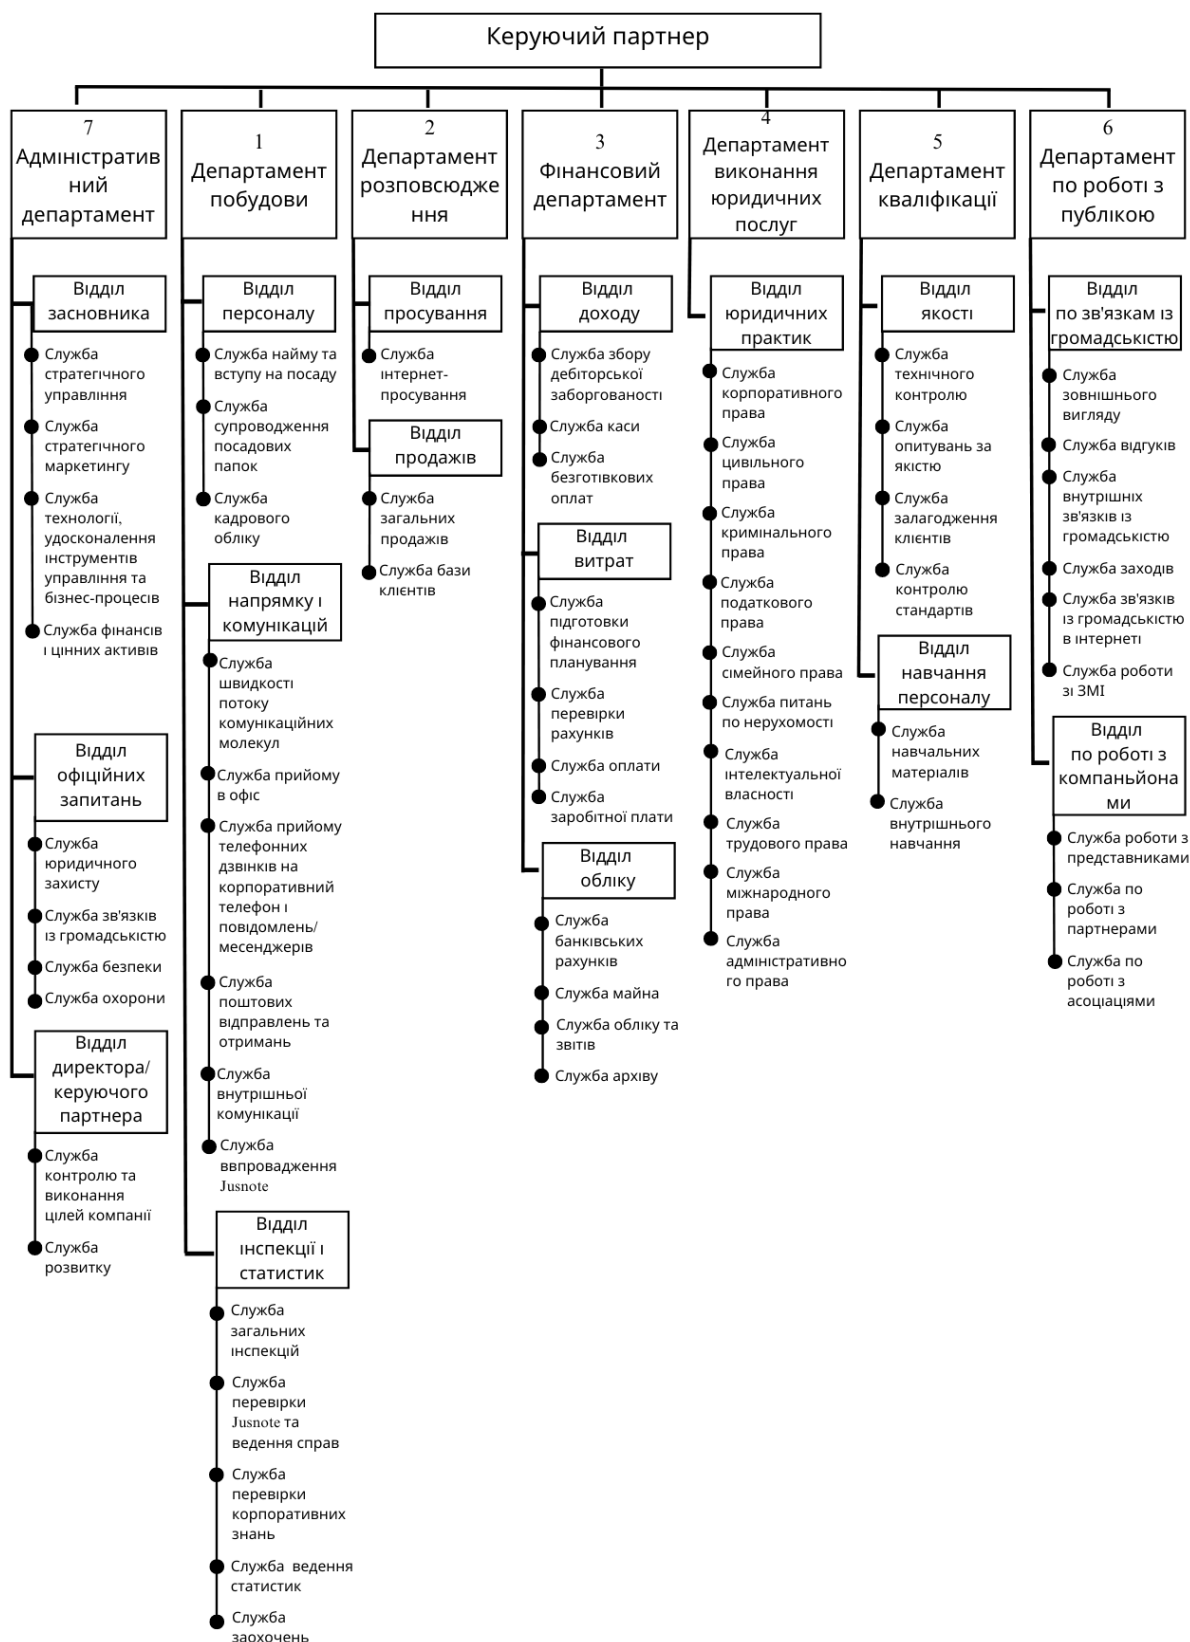 Керуючий партнер
7
Адміністратив
ний
департамент
Відділ
засновника
Служба
стратегічного
управління
Служба
стратегічного
маркетингу
Служба
технології,
удосконалення
інструментів
управління та
бізнес-процесів
Служба фінансів
і цінних активів
Відділ
офіційних
запитань
Служба
юридичного
захисту
Служба зв'язків
із громадськістю
Служба безпеки
Служба охорони
Відділ
директора/
керуючого
партнера
Служба
контролю та
виконання
цілей компанії
Служба
розвитку
1
Департамент
побудови
Відділ
персоналу
Служба найму та
вступу на посаду
Служба
супроводження
посадових
папок
Служба
кадрового
обліку
Відділ
напрямку і
комунікацій
Служба
швидкості
потоку
комунікаційних
молекул
Служба прийому
в офіс
Служба прийому
телефонних
дзвінків на
корпоративний
телефон і
повідомлень/
месенджерів
Служба
поштових
відправлень та
отримань
Служба
внутрішньої
комунікації
Служба
ввпровадження
Jusnote
Відділ
інспекції і
статистик
Служба
загальних
інспекцій
Служба
перевірки
Jusnote та
ведення справ
Служба
перевірки
корпоративних
знань
Служба  ведення
статистик
Служба
заохочень
2
Департамент
розповсюдже
ння
Відділ
просування
Служба
інтернет-
просування
Відділ
продажів
Служба
загальних
продажів
Служба бази
клієнтів
3
Фінансовий
департамент
Відділ
доходу
Служба збору
дебіторської
заборгованості
Служба каси
Служба
безготівкових
оплат
Відділ
витрат
Служба
підготовки
фінансового
планування
Служба
перевірки
рахунків
Служба оплати
Служба
заробітної плати
Відділ
обліку
Служба
банківських
рахунків
Служба майна
Служба обліку та
звітів
Служба архіву
4
Департамент
виконання
юридичних
послуг
Відділ
юридичних
практик
Служба
корпоративного
права
Служба
цивільного
права
Служба
кримінального
права
Служба
податкового
права
Служба
сімейного права
Служба питань
по нерухомості
Служба
інтелектуальної
власності
Служба
трудового права
Служба
міжнародного
права
Служба
адміністративно
го права
5
Департамент
кваліфікації
Відділ
якості
Служба
технічного
контролю
Служба
опитувань за
якістю
Служба
залагодження
клієнтів
Служба
контролю
стандартів
Відділ
навчання
персоналу
Служба
навчальних
матеріалів
Служба
внутрішнього
навчання
6
Департамент
по роботі з
публікою
Відділ
по зв'язкам із
громадськістю
Служба
зовнішнього
вигляду
Служба відгуків
Служба
внутрішніх
зв'язків із
громадськістю
Служба заходів
Служба зв'язків
із громадськістю
в інтернеті
Служба роботи
зі ЗМІ
Відділ
по роботі з
компаньйона
ми
Служба роботи з
представниками
Служба по
роботі з
партнерами
Служба по
роботі з
асоціаціями